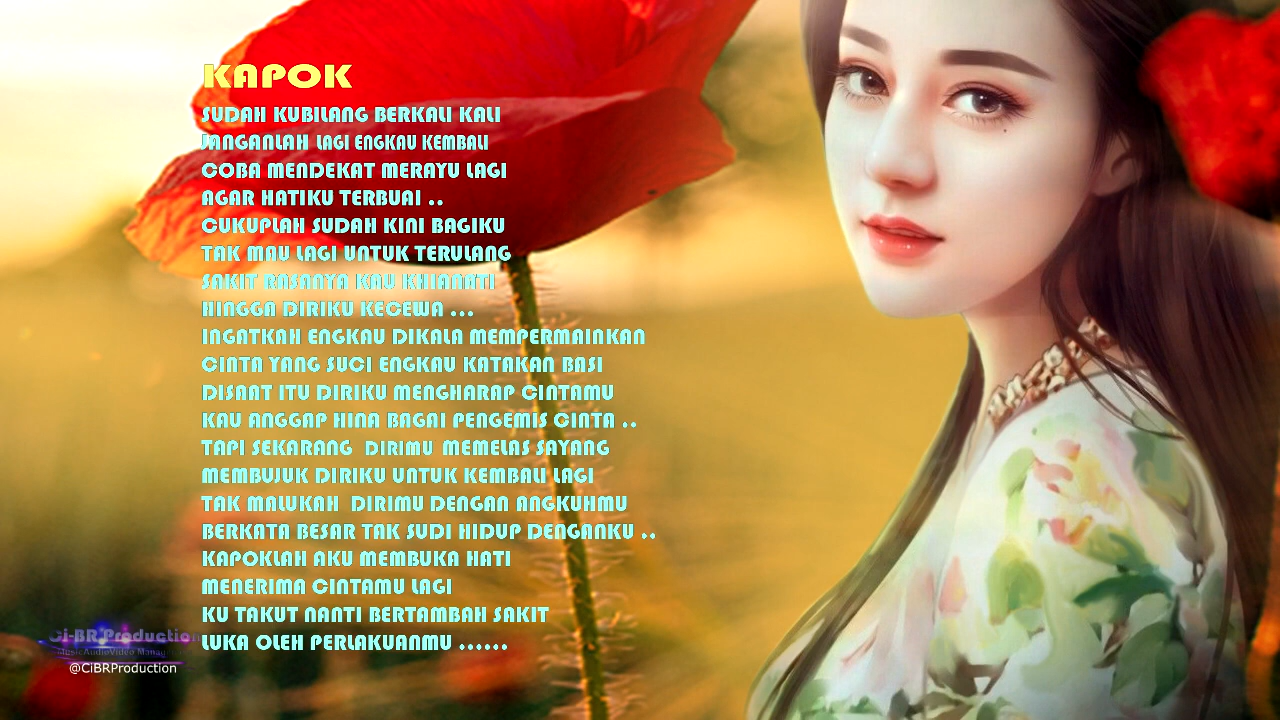 KAPOK
SUDAH KUBILANG BERKALI KALI
JANGANLAH LAGI ENGKAU KEMBALI
COBA MENDEKAT MERAYU LAGI
AGAR HATIKU TERBUAI ..
CUKUPLAH SUDAH KINI BAGIKU
TAK MAU LAGI UNTUK TERULANG
SAKIT RASANYA KAU KHIANATI
HINGGA DIRIKU KECEWA ...
INGATKAH ENGKAU DIKALA MEMPERMAINKAN
CINTA YANG SUCI ENGKAU KATAKAN BASI
DISAAT ITU DIRIKU MENGHARAP CINTAMU
KAU ANGGAP HINA BAGAI PENGEMIS CINTA ..
TAPI SEKARANG DIRIMU MEMELAS SAYANG
MEMBUJUK DIRIKU UNTUK KEMBALI LAGI
TAK MALUKAH DIRIMU DENGAN ANGKUHMU
BERKATA BESAR TAK SUDI HIDUP DENGANKU ..
KAPOKLAH AKU MEMBUKA HATI
MENERIMA CINTAMU LAGI
KU TAKUT NANTI BERTAMBAH SAKIT
LUKA OLEH PERLAKUANMU ......
Ci-BR Production
MusicAudioVideo
@CiBRProduction